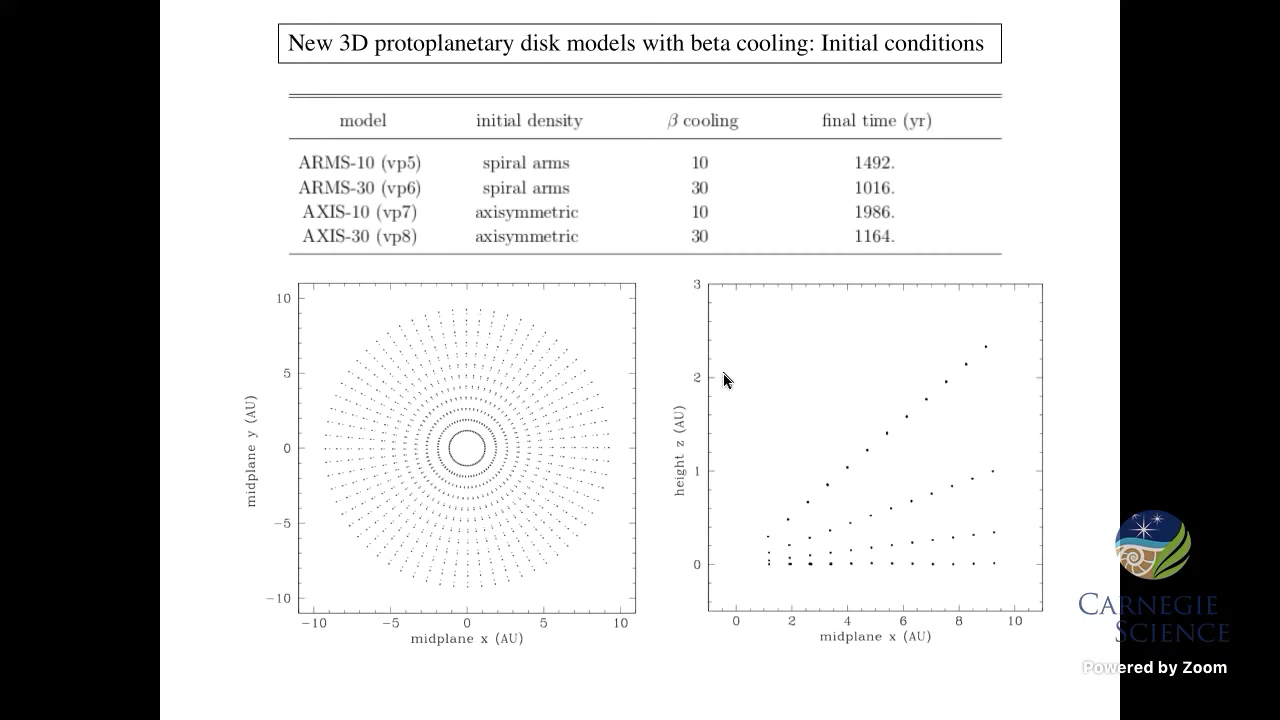 New 3D protoplanetary disk models with beta cooling: Initial conditions
model initial density β cooling final time (yr)
ARMS-10 (vp5) spiral arms 10 1492.
ARMS-30 (vp6) spiral arms 30 1016.
AXIS-10 (vp7) axisymmetric 10 1986.
AXIS-30 (vp8) axisymmetric 30 1164.
10
5
0
−5
−10
midplane y (AU)
−10 −5 0 5 10
midplane x (AU)
3
2
1
0
height z (AU)
0 2 4 6 8 10
midplane x (AU)
CARNEGIE
SCIENCE
Powered by Zoom